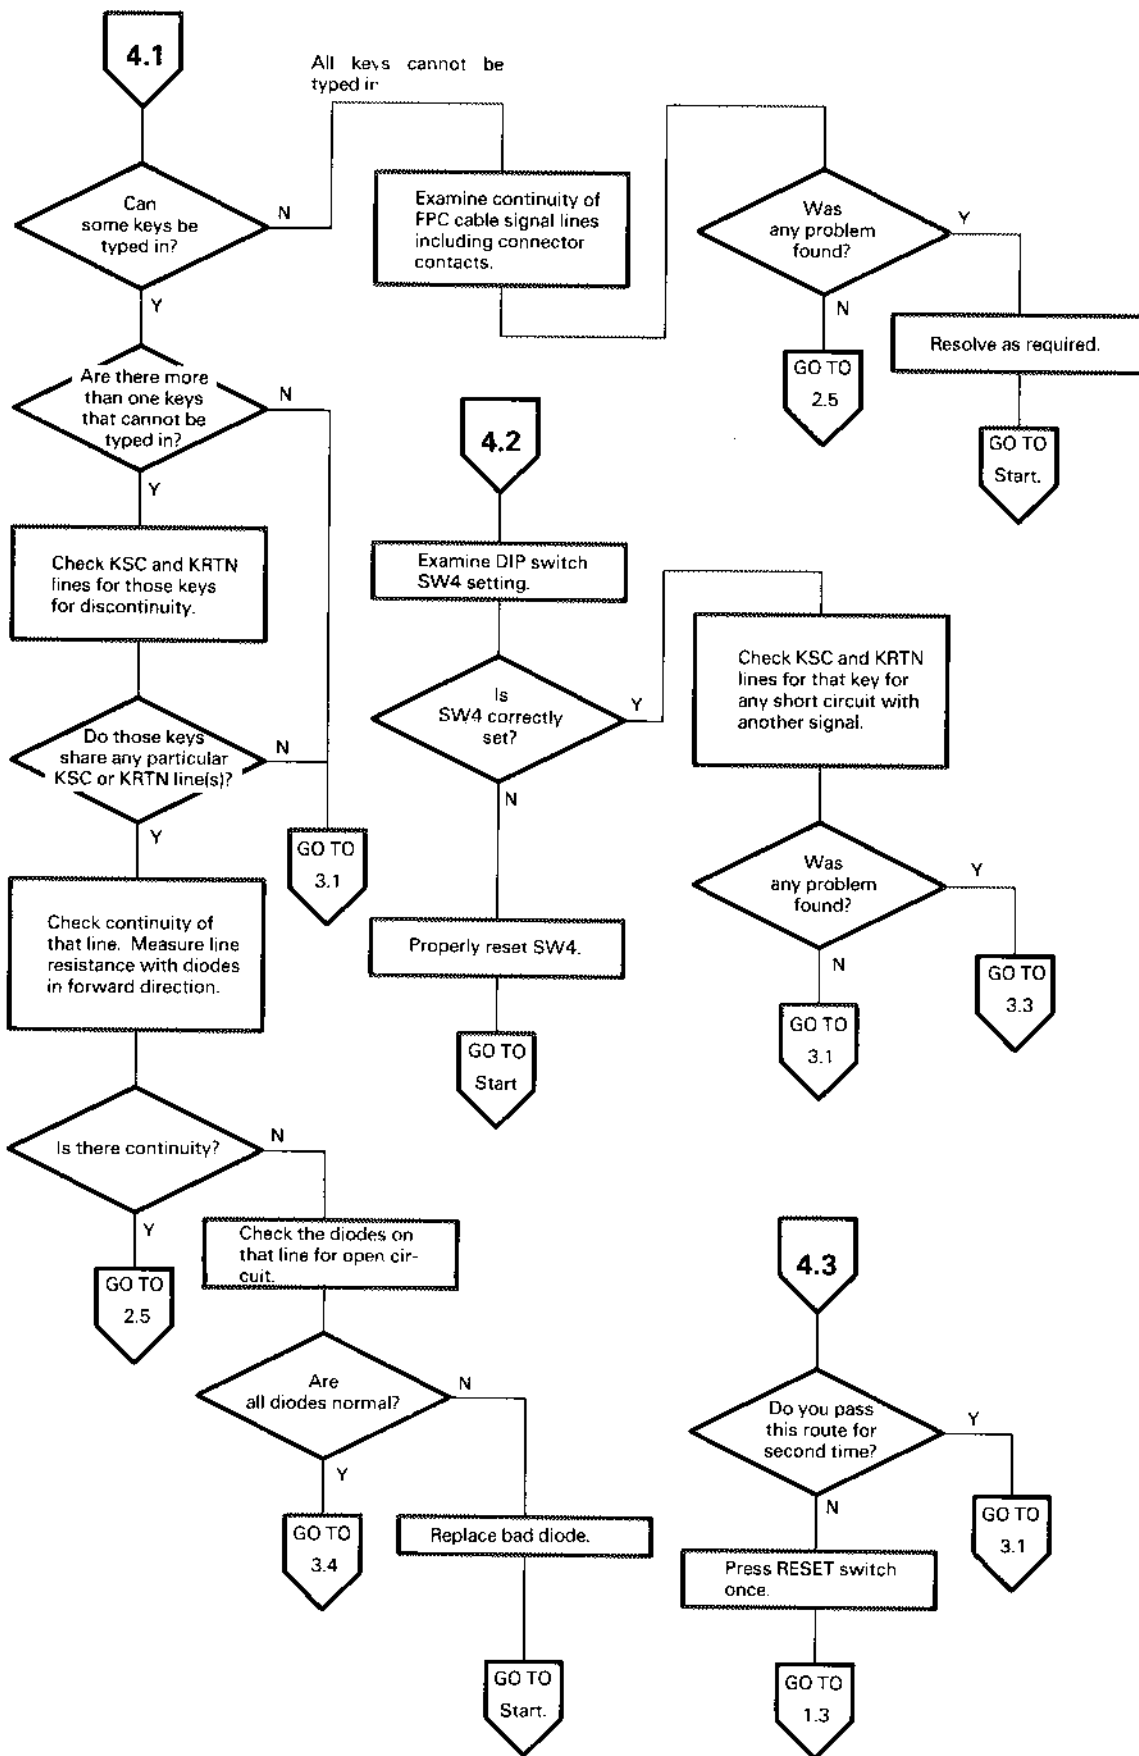 4.1
All keys cannot be
typed in
Can
some keys be
typed in?
N
Y
Examine continuity of
FPC cable signal lines
including connector
contacts.
Was
any problem
found?
Y
N
Resolve as required.
GO TO
2.5
GO TO
Start.
Are there more
than one keys
that cannot be
typed in?
N
Y
Check KSC and KRTN
lines for those keys
for discontinuity.
Do those keys
share any particular
KSC or KRTN line(s)?
N
Y
GO TO
3.1
Check continuity of
that line. Measure line
resistance with diodes
in forward direction.
Is there continuity?
N
Y
GO TO
2.5
Check the diodes on
that line for open cir-
cuit.
Are
all diodes normal?
N
Y
GO TO
3.4
Replace bad diode.
GO TO
Start.
4.2
Examine DIP switch
SW4 setting.
Is
SW4 correctly
set?
Y
N
Properly reset SW4.
GO TO
Start
Check KSC and KRTN
lines for that key for
any short circuit with
another signal.
Was
any problem
found?
Y
N
GO TO
3.1
GO TO
3.3
4.3
Do you pass
this route for
second time?
Y
N
GO TO
3.1
Press RESET switch
once.
GO TO
1.3